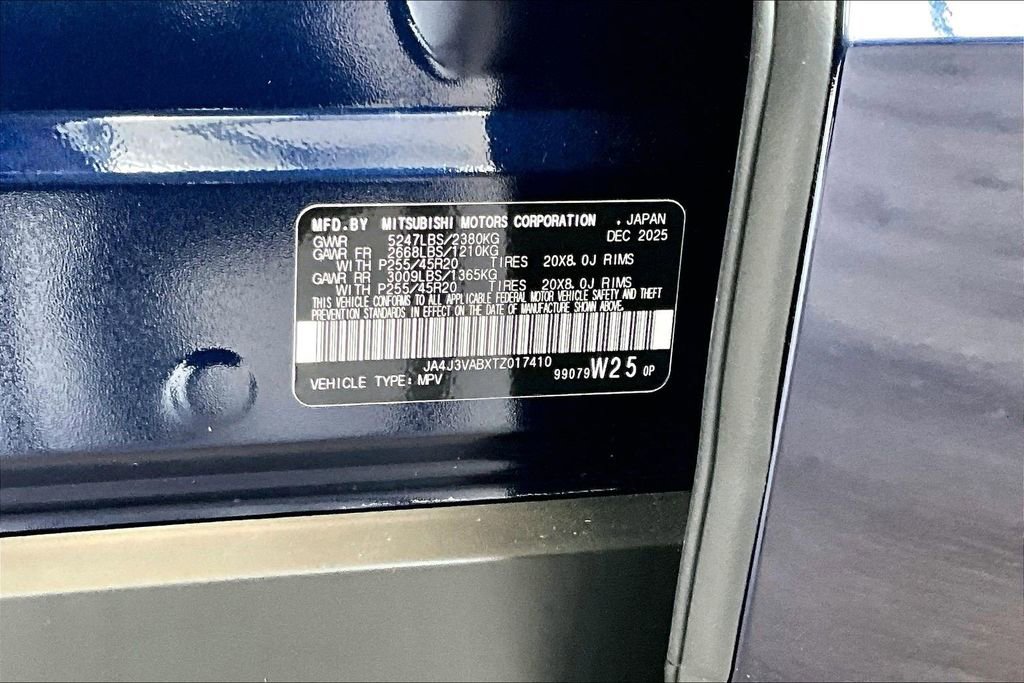 MFD.BY MITSUBISHI MOTORS CORPORATION , JAPAN
DEC 2025
GVWR 5247LBS/2380KG
GAWR FR 2668LBS/1210KG
WITH P255/45R20 TIRES 20X8.0J RIMS
GAWR RR 3009LBS/1365KG
WITH P255/45R20 TIRES 20X8.0J RIMS
THIS VEHICLE CONFORMS TO ALL APPLICABLE FEDERAL MOTOR VEHICLE SAFETY AND THEFT
PREVENTION STANDARDS IN EFFECT ON THE DATE OF MANUFACTURE SHOWN ABOVE.
JA4J3VABXTZ017410
VEHICLE TYPE: MPV 99079 W25 0P